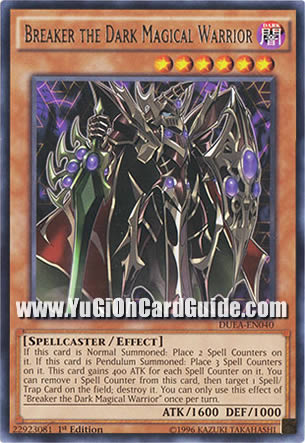 BREAKER THE DARK MAGICAL WARRIOR
DARK
闇
WWW.YUGIOHCARDGUIDE.COM
DUEA-EN040
[SPELLCASTER / EFFECT]
If this card is Normal Summoned: Place 2 Spell Counters on
it. If this card is Pendulum Summoned: Place 3 Spell Counters
on it. This card gains 400 ATK for each Spell Counter on it. You
can remove 1 Spell Counter from this card, then target 1 Spell/
Trap Card on the field; destroy it. You can only use this effect of
"Breaker the Dark Magical Warrior" once per turn.
ATK/1600 DEF/1000
22923081 1st Edition ©1996 KAZUKI TAKAHASHI